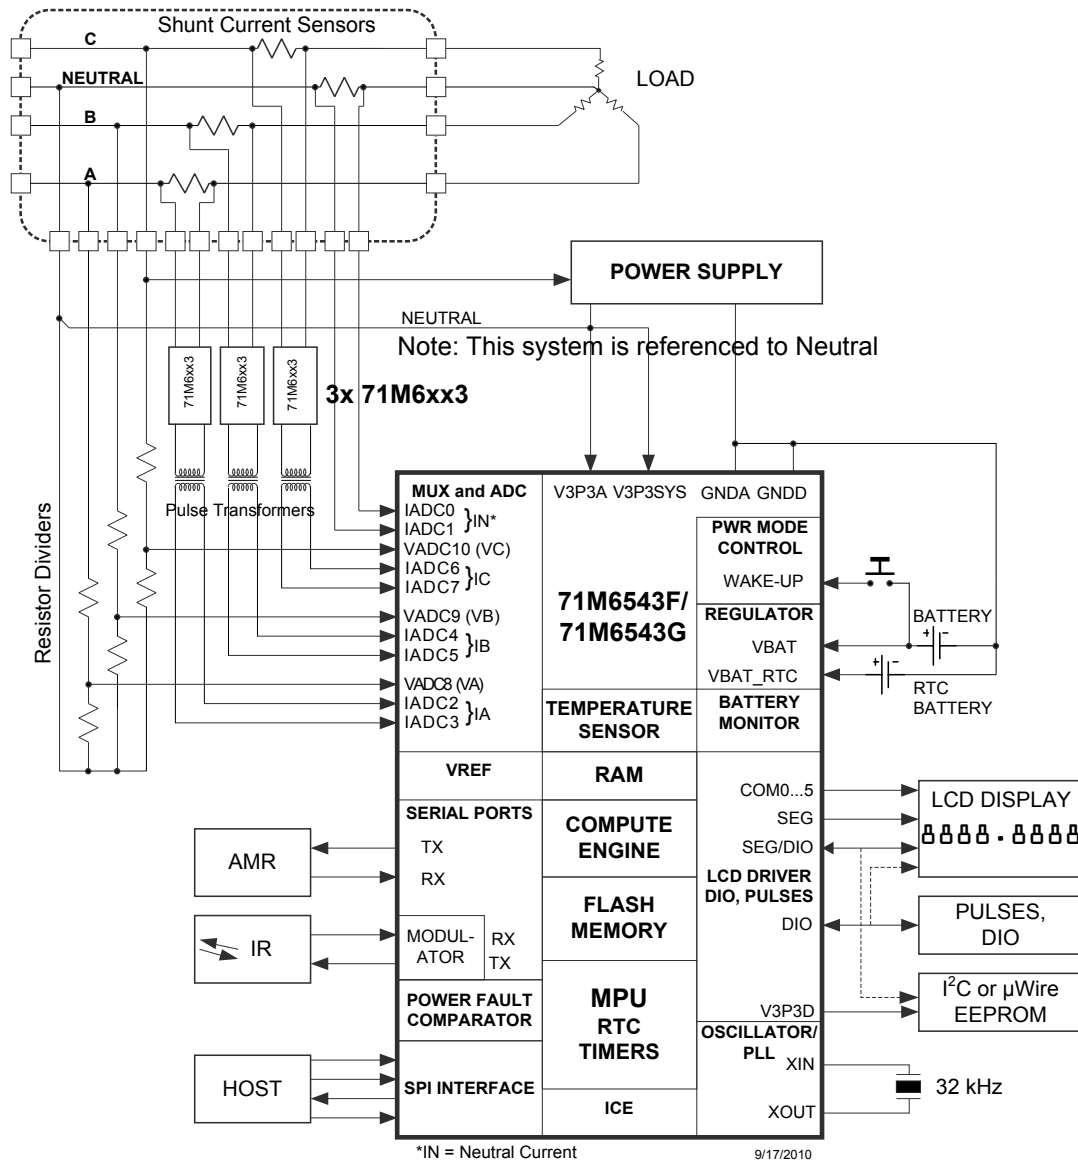 Shunt Current Sensors
C
NEUTRAL
B
A
LOAD
POWER SUPPLY
NEUTRAL
Note: This system is referenced to Neutral
71M6xx3
71M6xx3
71M6xx3
3x 71M6xx3
Pulse Transformers
Resistor Dividers
MUX and ADC
IADC0
IADC1
}IN*
VADC10 (VC)
IADC6
IADC7
}IC
VADC9 (VB)
IADC4
IADC5
}IB
VADC8 (VA)
IADC2
IADC3
}IA
V3P3A V3P3SYS GNDA GNDD
71M6543F/
71M6543G
PWR MODE
CONTROL
WAKE-UP
REGULATOR
VBAT
VBAT_RTC
BATTERY
+ -
+ -
RTC
BATTERY
TEMPERATURE
SENSOR
BATTERY
MONITOR
VREF
RAM
SERIAL PORTS
TX
RX
COMPUTE
ENGINE
FLASH
MEMORY
COM0...5
SEG
SEG/DIO
LCD DRIVER
DIO, PULSES
DIO
V3P3D
LCD DISPLAY
888.8888
PULSES,
DIO
I2C or µWire
EEPROM
AMR
IR
MODUL-
ATOR
RX
TX
POWER FAULT
COMPARATOR
MPU
RTC
TIMERS
OSCILLATOR/
PLL
XIN
XOUT
32 kHz
HOST
SPI INTERFACE
ICE
*IN = Neutral Current
9/17/2010